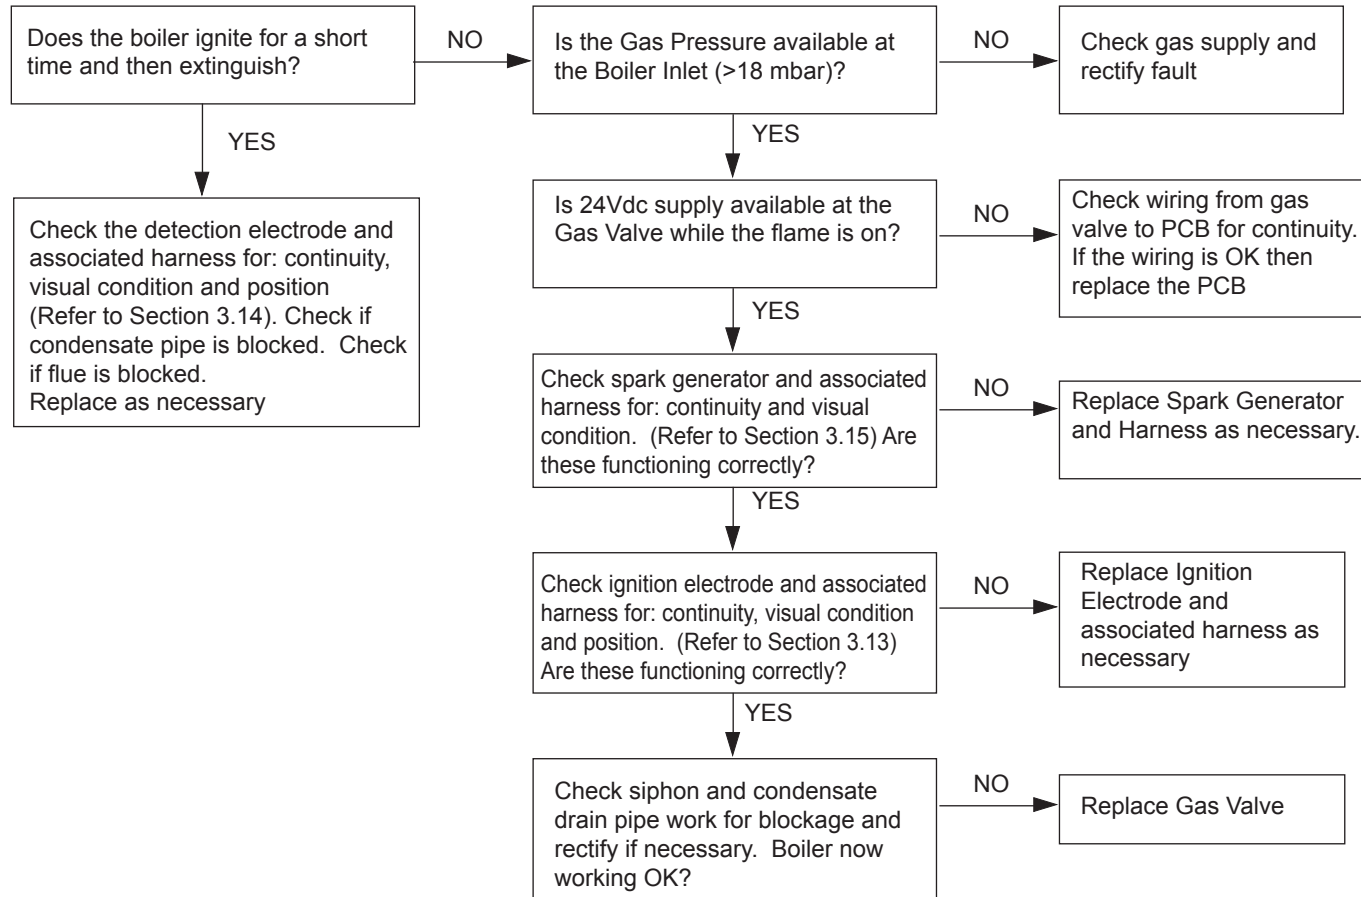 Does the boiler ignite for a short
time and then extinguish?
NO
Is the Gas Pressure available at
the Boiler Inlet (>18 mbar)?
NO
Check gas supply and
rectify fault
YES
YES
Check the detection electrode and
associated harness for: continuity,
visual condition and position
(Refer to Section 3.14). Check if
condensate pipe is blocked.  Check
if flue is blocked.
Replace as necessary
Is 24Vdc supply available at the
Gas Valve while the flame is on?
NO
Check wiring from gas
valve to PCB for continuity.
If the wiring is OK then
replace the PCB
YES
Check spark generator and associated
harness for: continuity and visual
condition.  (Refer to Section 3.15) Are
these functioning correctly?
NO
Replace Spark Generator
and Harness as necessary.
YES
Check ignition electrode and associated
harness for: continuity, visual condition
and position.  (Refer to Section 3.13)
Are these functioning correctly?
NO
Replace Ignition
Electrode and
associated harness as
necessary
YES
Check siphon and condensate
drain pipe work for blockage and
rectify if necessary.  Boiler now
working OK?
NO
Replace Gas Valve